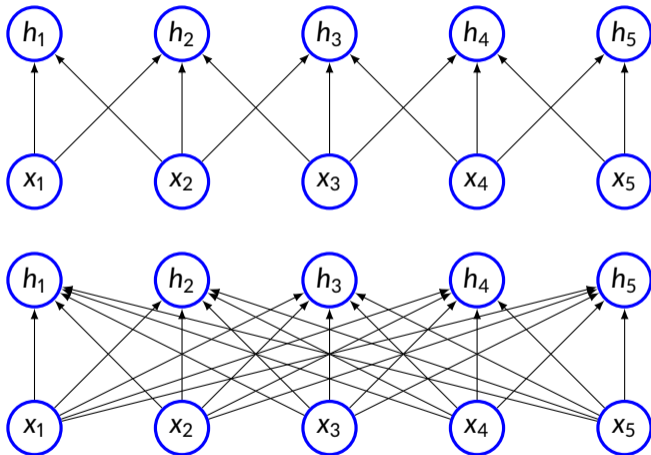 h₁ h₂ h₃ h₄ h₅
x₁ x₂ x₃ x₄ x₅
h₁ h₂ h₃ h₄ h₅
x₁ x₂ x₃ x₄ x₅